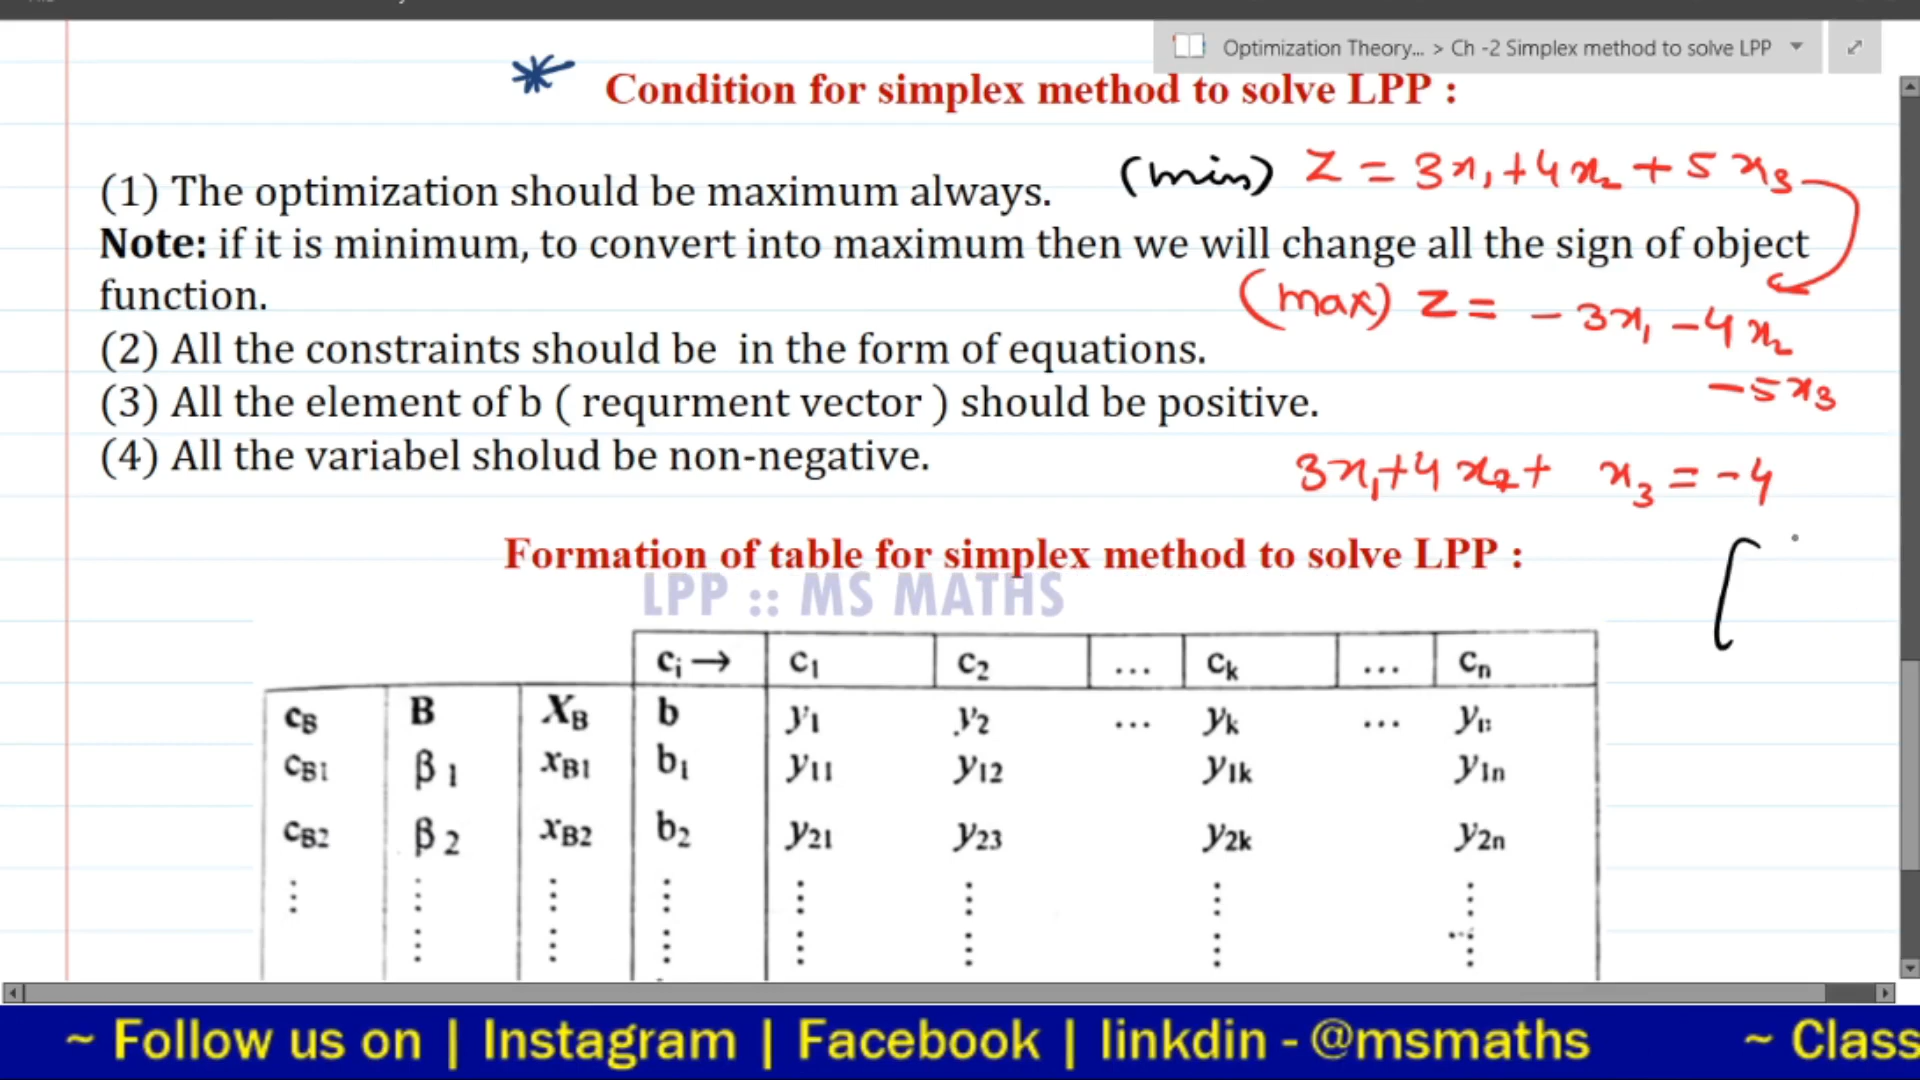 Optimization Theory... > Ch -2 Simplex method to solve LPP
Condition for simplex method to solve LPP :
(1) The optimization should be maximum always.
(min) Z = 3x₁+4x₂+5x₃
Note: if it is minimum, to convert into maximum then we will change all the sign of object
function.
(max) Z = -3x₁ -4x₂
-5x₃
(2) All the constraints should be in the form of equations.
(3) All the element of b ( requrment vector ) should be positive.
(4) All the variabel sholud be non-negative.
3x₁+4x₂+ x₃ = -4
Formation of table for simplex method to solve LPP :
LPP :: MS MATHS
cⱼ → c₁ c₂ ... cₖ ... cₙ
c_B B X_B b y₁ y₂ ... yₖ ... yₙ
c_B1 β₁ x_B1 b₁ y₁₁ y₁₂ y₁ₖ y₁ₙ
c_B2 β₂ x_B2 b₂ y₂₁ y₂₃ y₂ₖ y₂ₙ
~ Follow us on | Instagram | Facebook | linkdin - @msmaths ~ Class